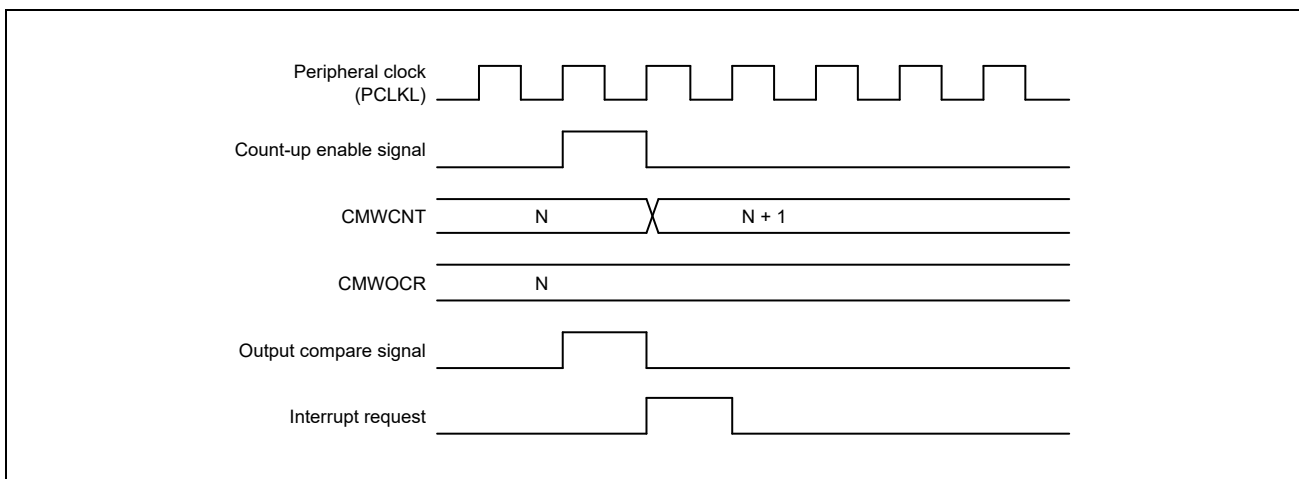 Peripheral clock
(PCLKL)
Count-up enable signal
CMWCNT
N
N + 1
CMWOCR
N
Output compare signal
Interrupt request